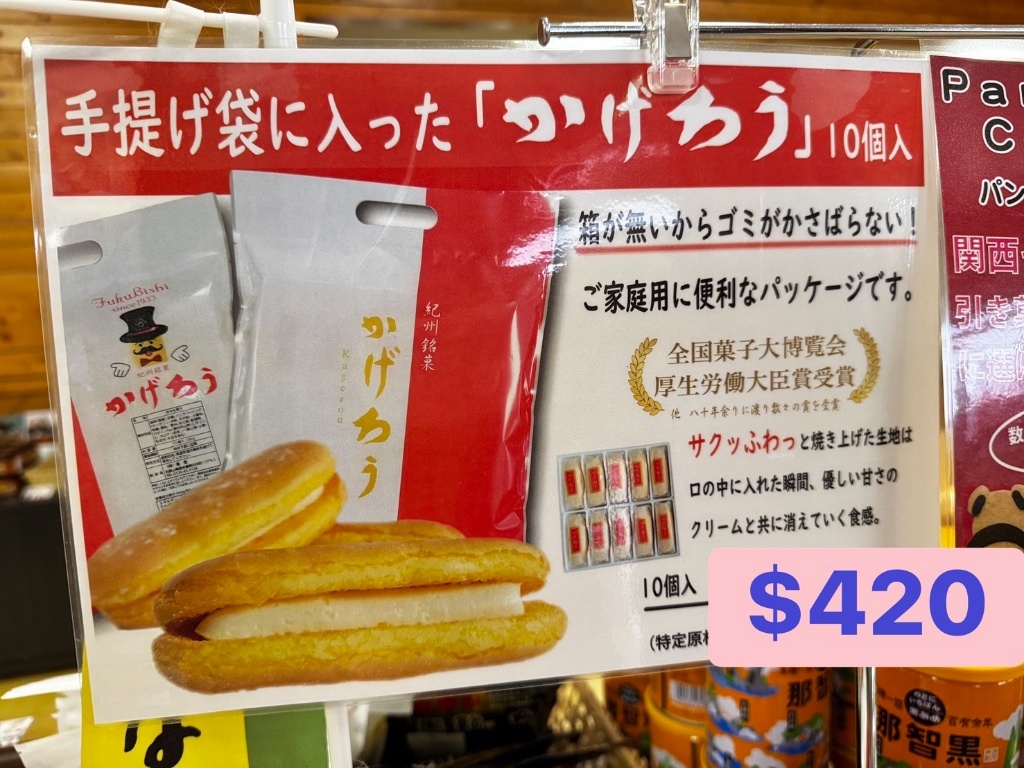 手提げ袋に入った「かげろう」10個入
箱が無いからゴミがかさばらない!
ご家庭用に便利なパッケージです。
全国菓子大博覧会
厚生労働大臣賞受賞
他 八十年余りに渡り数々の賞を受賞
サクッふわっと焼き上げた生地は
口の中に入れた瞬間、優しい甘さの
クリームと共に消えていく食感。
10個入
(特定原材
$420
FukuBishi
since 1933
紀州銘菓
かげろう
紀州銘菓
かげろう
Kagerou
Pa
C
パン
関西
引き
に選
数
は
那智黒
那